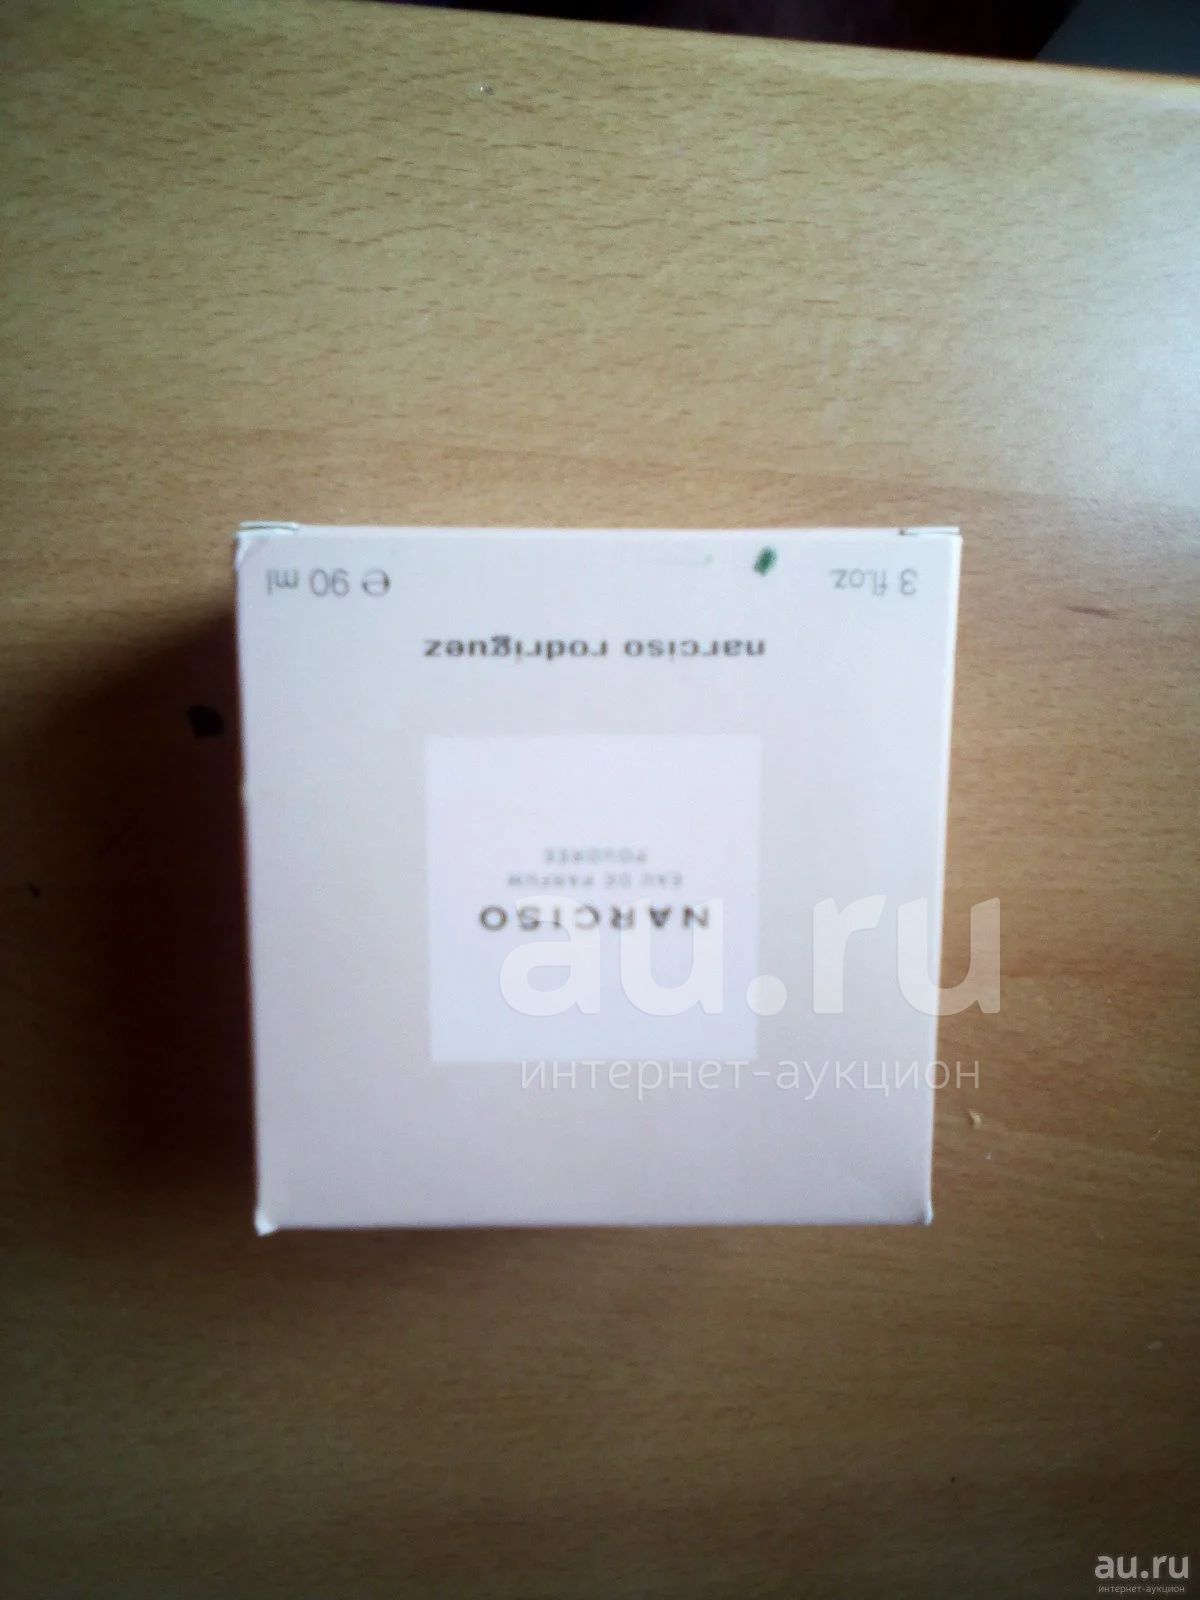 NARCISO
EAU DE PARFUM
POUDRÉE
narciso rodriguez
3 fl.oz.
e 90 ml
au.ru
интернет-аукцион
au.ru
интернет-аукцион